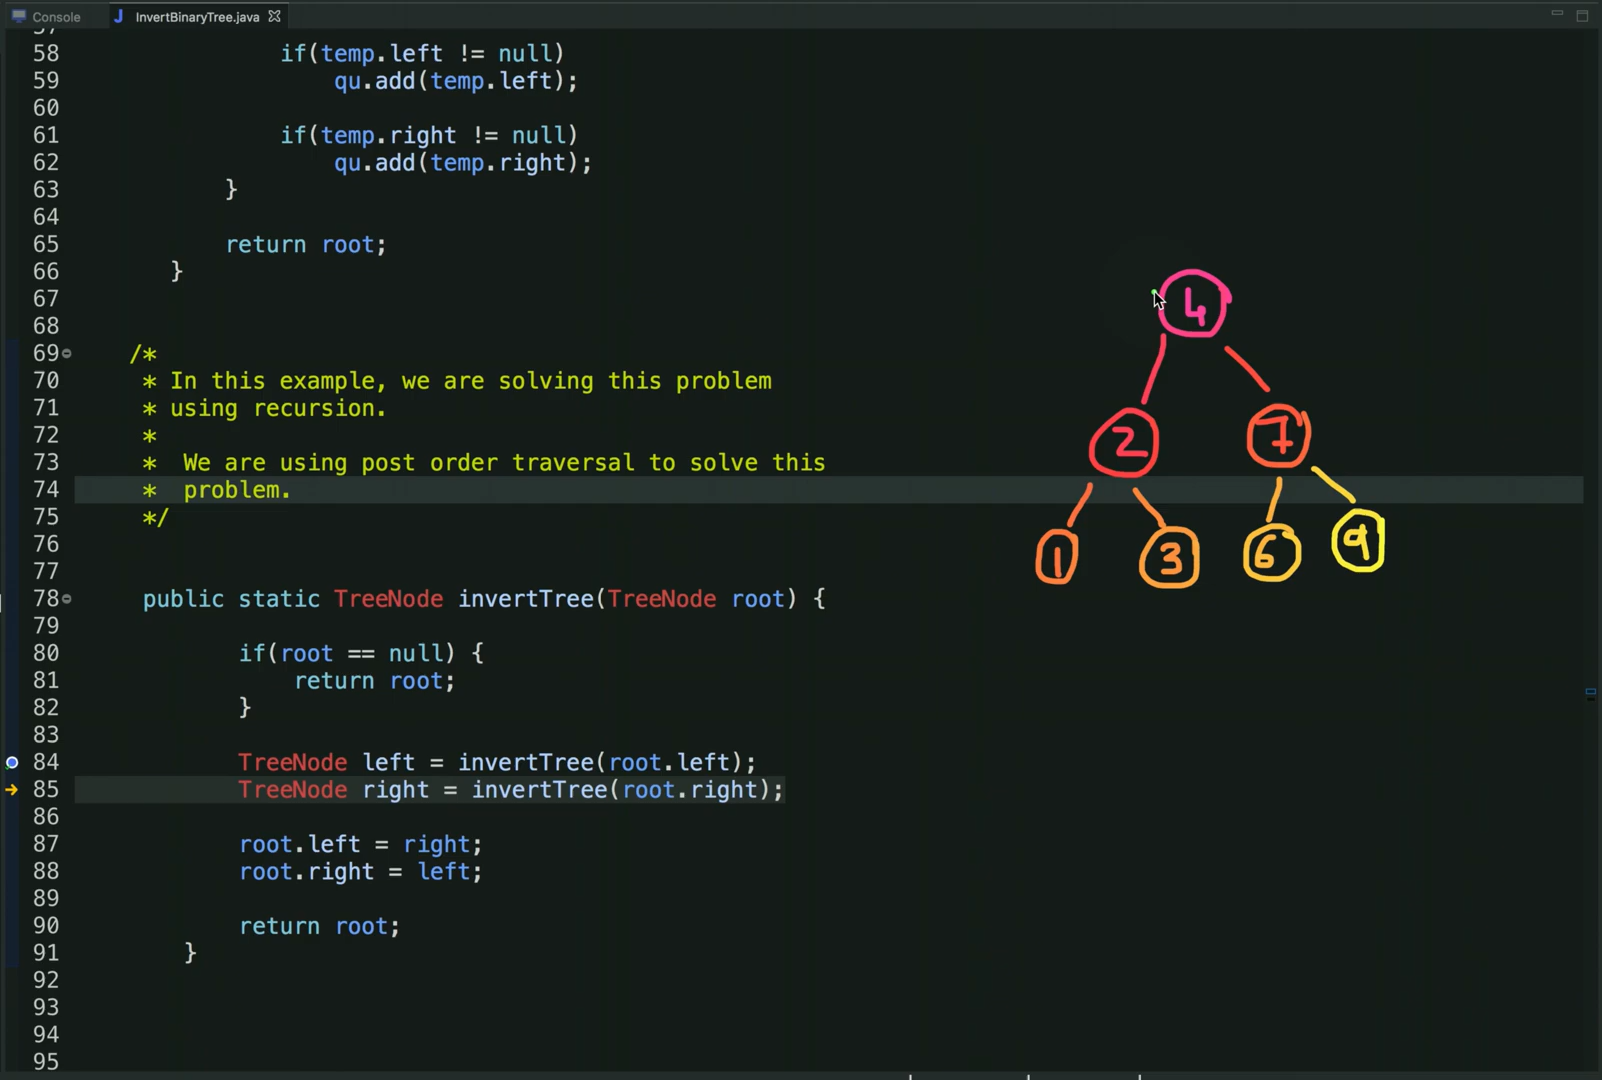 Console
J InvertBinaryTree.java
58 if(temp.left != null)
59 qu.add(temp.left);
60
61 if(temp.right != null)
62 qu.add(temp.right);
63 }
64
65 return root;
66 }
67
68
69 /*
70 * In this example, we are solving this problem
71 * using recursion.
72 *
73 * We are using post order traversal to solve this
74 * problem.
75 */
76
77
78 public static TreeNode invertTree(TreeNode root) {
79
80 if(root == null) {
81 return root;
82 }
83
84 TreeNode left = invertTree(root.left);
85 TreeNode right = invertTree(root.right);
86
87 root.left = right;
88 root.right = left;
89
90 return root;
91 }
92
93
94
95
4
2 7
1 3 6 9